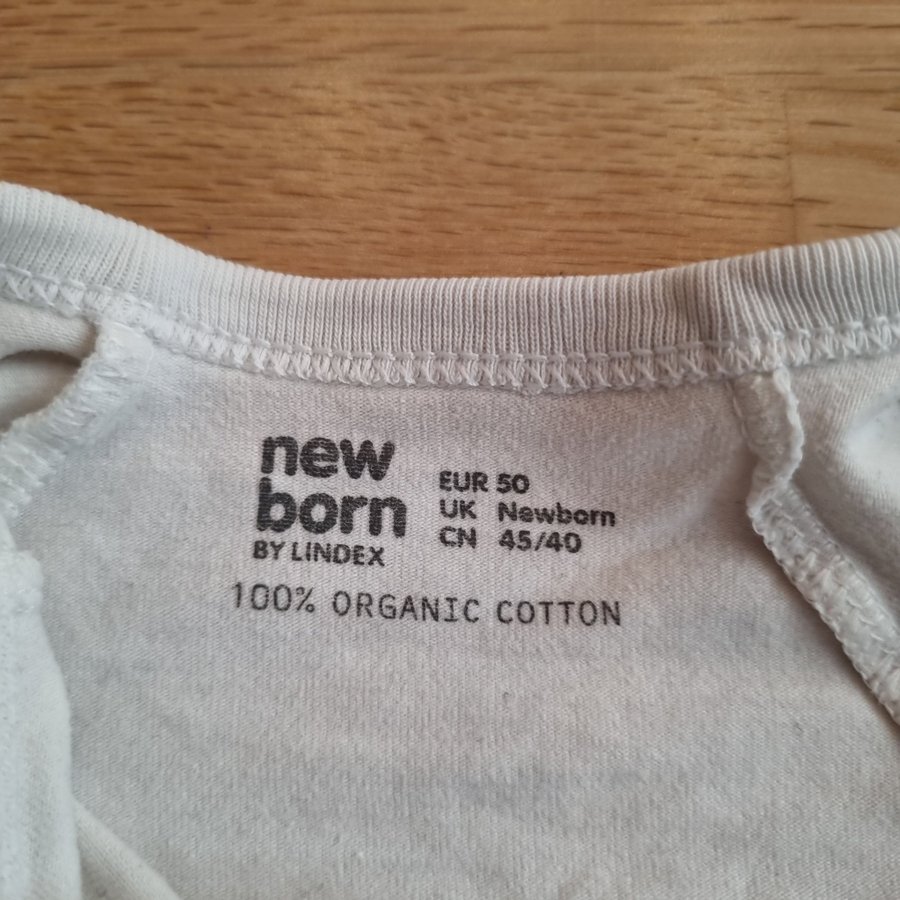 new
born
BY LINDEX
EUR 50
UK Newborn
CN 45/40
100% ORGANIC COTTON